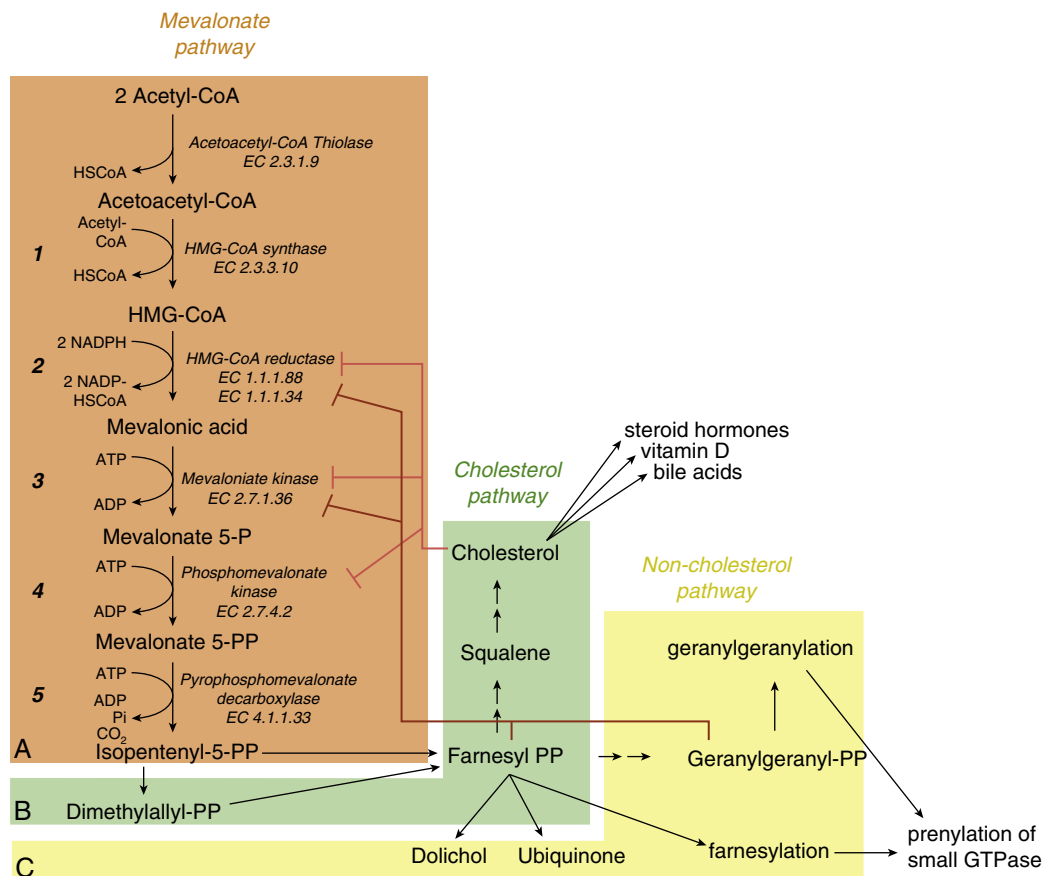 Mevalonate
pathway
2 Acetyl-CoA
Acetoacetyl-CoA Thiolase
EC 2.3.1.9
HSCoA
Acetoacetyl-CoA
Acetyl-
CoA
1
HMG-CoA synthase
EC 2.3.3.10
HSCoA
HMG-CoA
2 NADPH
2
HMG-CoA reductase
EC 1.1.1.88
EC 1.1.1.34
2 NADP-
HSCoA
Mevalonic acid
ATP
3
Mevaloniate kinase
EC 2.7.1.36
ADP
Mevalonate 5-P
ATP
4
Phosphomevalonate
kinase
EC 2.7.4.2
ADP
Mevalonate 5-PP
ATP
5
Pyrophosphomevalonate
decarboxylase
EC 4.1.1.33
ADP
Pi
CO2
A
Isopentenyl-5-PP
B
Dimethylallyl-PP
Cholesterol
pathway
steroid hormones
vitamin D
bile acids
Cholesterol
Squalene
Farnesyl PP
Non-cholesterol
pathway
geranylgeranylation
Geranylgeranyl-PP
C
Dolichol
Ubiquinone
farnesylation
prenylation of
small GTPase